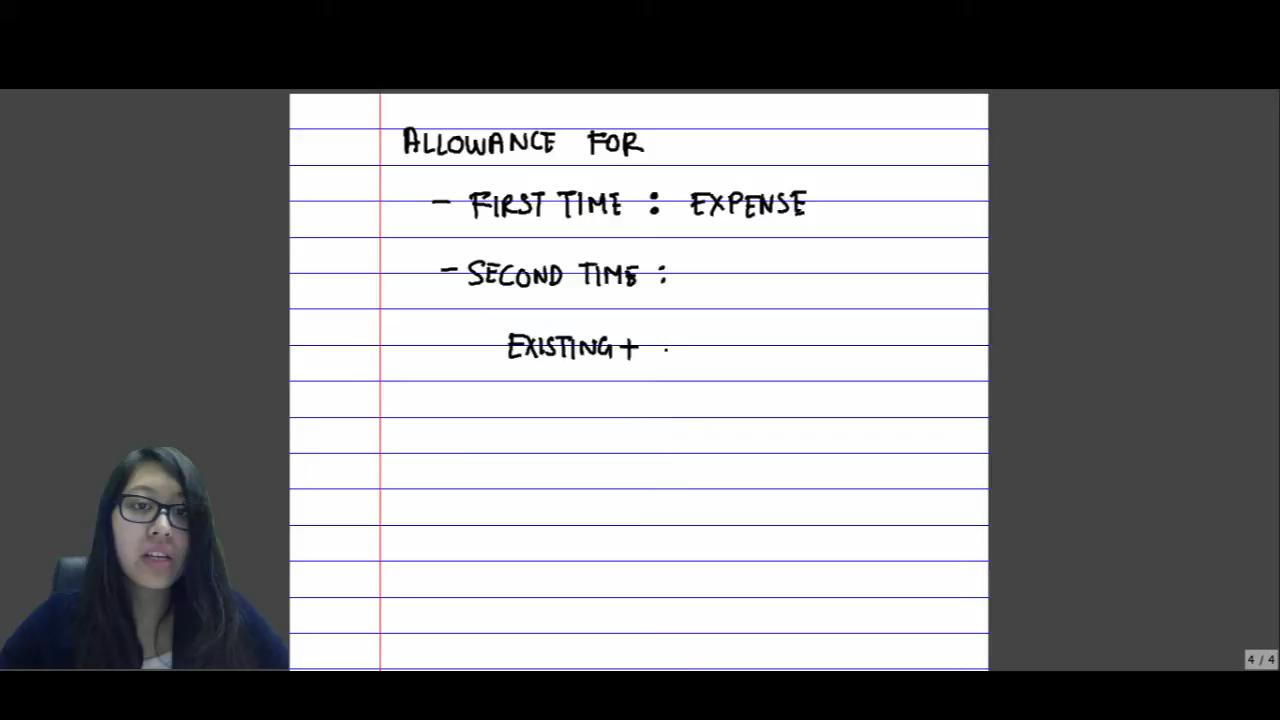 ALLOWANCE FOR
- FIRST TIME : EXPENSE
- SECOND TIME :
EXISTING +
4 / 4